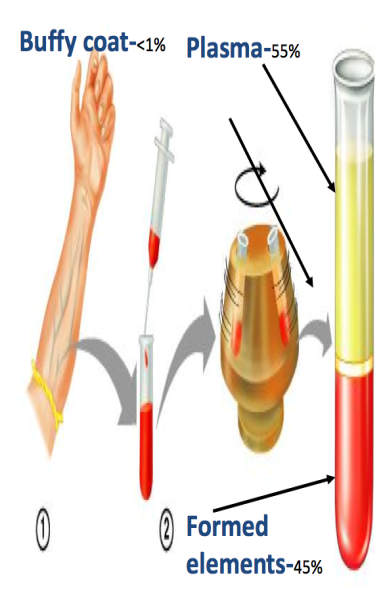 Buffy coat-<1%
Plasma-55%
①
②
Formed
elements-45%